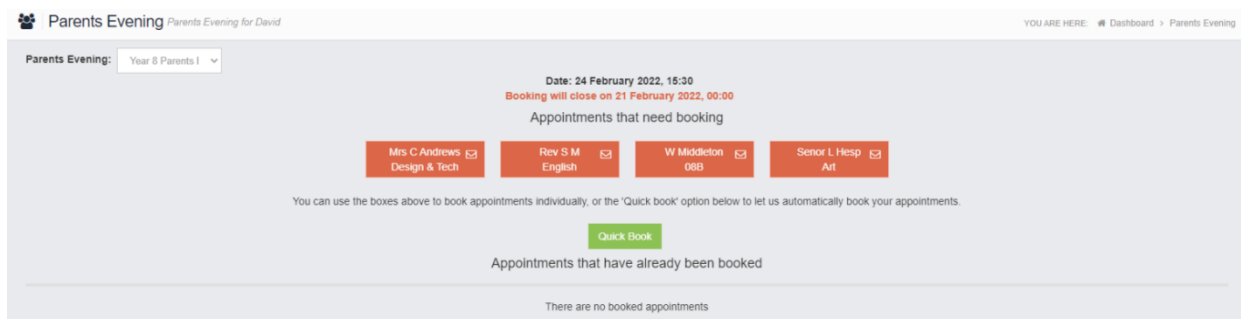 Parents Evening Parents Evening for David
YOU ARE HERE: Dashboard > Parents Evening
Parents Evening: Year 8 Parents I
Date: 24 February 2022, 15:30
Booking will close on 21 February 2022, 00:00
Appointments that need booking
Mrs C Andrews
Design & Tech
Rev S M
English
W Middleton
08B
Senor L Hesp
Art
You can use the boxes above to book appointments individually, or the 'Quick book' option below to let us automatically book your appointments.
Quick Book
Appointments that have already been booked
There are no booked appointments